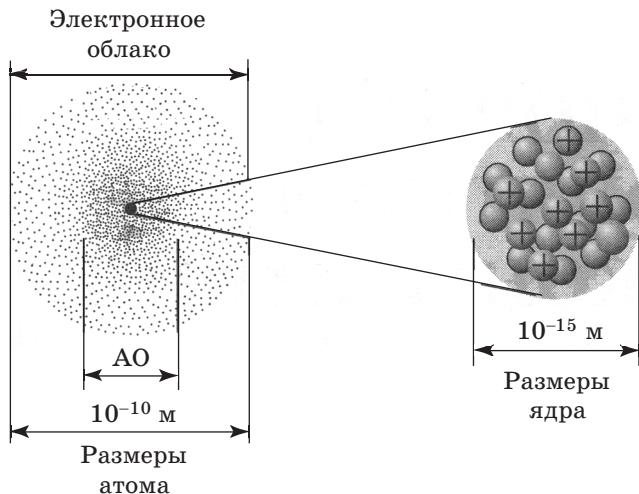 Электронное
облако
АО
10⁻¹⁰ м
Размеры
атома
10⁻¹⁵ м
Размеры
ядра